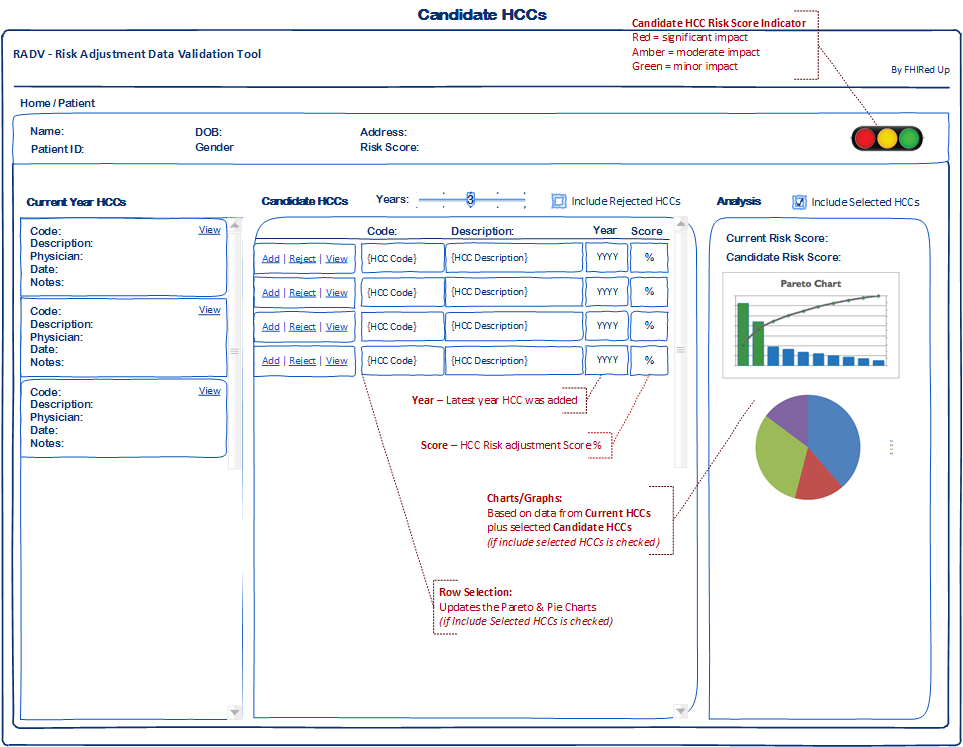 Candidate HCCs
Candidate HCC Risk Score Indicator
Red = significant impact
Amber = moderate impact
Green = minor impact
RADV - Risk Adjustment Data Validation Tool
By FHIRed Up
Home / Patient
Name:
Patient ID:
DOB:
Gender
Address:
Risk Score:
Current Year HCCs
Code:
View
Description:
Physician:
Date:
Notes:
Code:
View
Description:
Physician:
Date:
Notes:
Code:
View
Description:
Physician:
Date:
Notes:
Candidate HCCs
Years:
3
Include Rejected HCCs
Code: Description: Year Score
Add | Reject | View {HCC Code} {HCC Description} YYYY %
Add | Reject | View {HCC Code} {HCC Description} YYYY %
Add | Reject | View {HCC Code} {HCC Description} YYYY %
Add | Reject | View {HCC Code} {HCC Description} YYYY %
Year – Latest year HCC was added
Score – HCC Risk adjustment Score %
Charts/Graphs:
Based on data from Current HCCs
plus selected Candidate HCCs
(if include selected HCCs is checked)
Row Selection:
Updates the Pareto & Pie Charts
(if Include Selected HCCs is checked)
Analysis
Include Selected HCCs
Current Risk Score:
Candidate Risk Score:
Pareto Chart